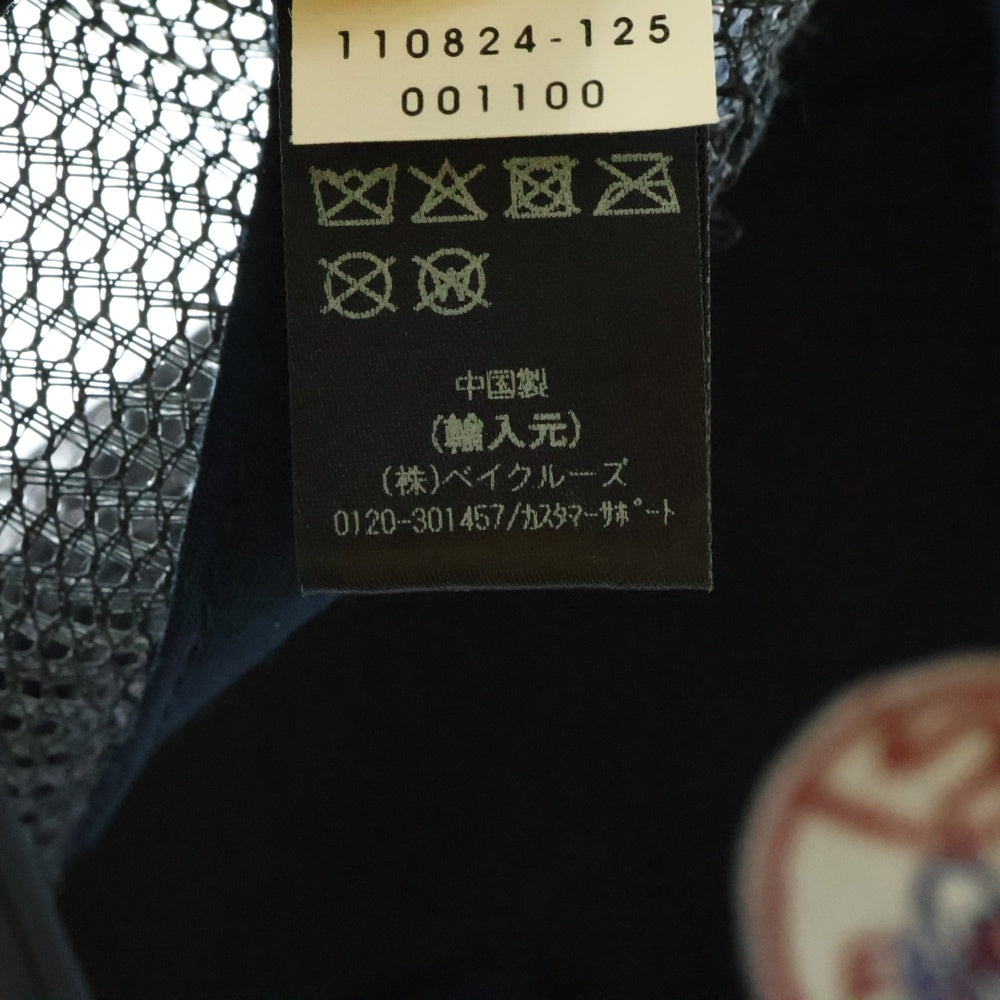 110824-125
001100
中国製
(輸入元)
(株)ベイクルーズ
0120-301457/ｶｽﾀﾏｰｻﾎﾟｰﾄ